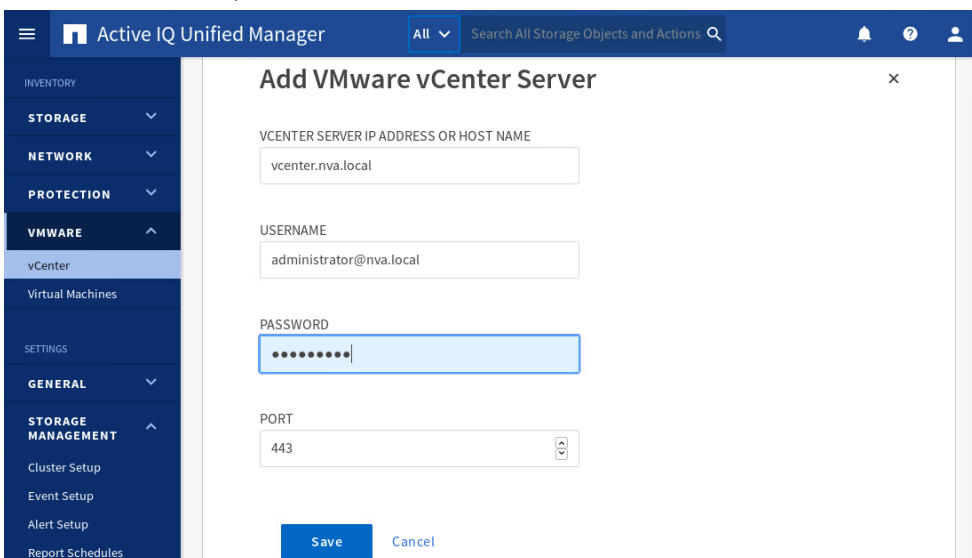 Active IQ Unified Manager
All
Search All Storage Objects and Actions
INVENTORY
STORAGE
NETWORK
PROTECTION
VMWARE
vCenter
Virtual Machines
SETTINGS
GENERAL
STORAGE
MANAGEMENT
Cluster Setup
Event Setup
Alert Setup
Report Schedules
Add VMware vCenter Server
VCENTER SERVER IP ADDRESS OR HOST NAME
vcenter.nva.local
USERNAME
administrator@nva.local
PASSWORD
•••••••••
PORT
443
Save Cancel